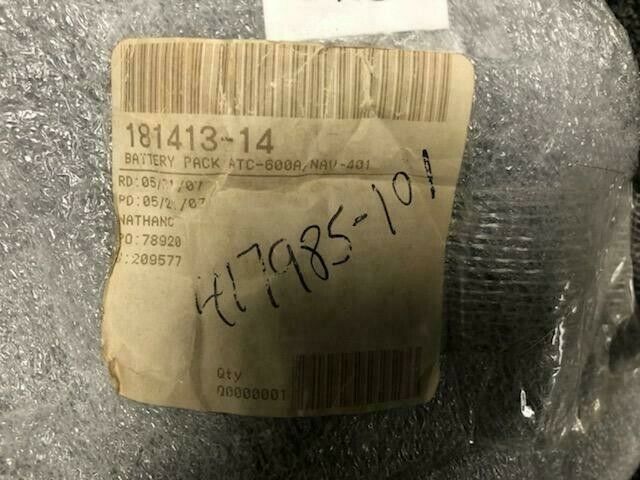 181413-14
BATTERY PACK ATC-600A,NAV-401
RD:05/
PD:05/
NATHANC
PO:78920
:209577
417985-101
Qty
Q0000001